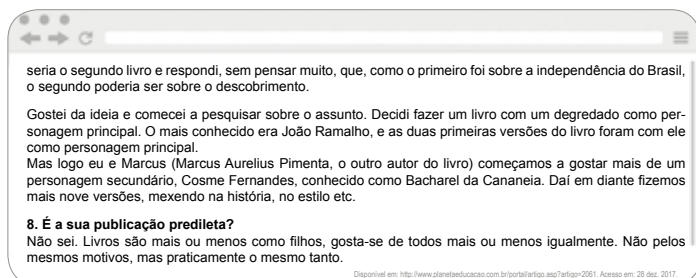 seria o segundo livro e respondi, sem pensar muito, que, como o primeiro foi sobre a independência do Brasil,
o segundo poderia ser sobre o descobrimento.
Gostei da ideia e comecei a pesquisar sobre o assunto. Decidi fazer um livro com um degredado como per-
sonagem principal. O mais conhecido era João Ramalho, e as duas primeiras versões do livro foram com ele
como personagem principal.
Mas logo eu e Marcus (Marcus Aurelius Pimenta, o outro autor do livro) começamos a gostar mais de um
personagem secundário, Cosme Fernandes, conhecido como Bacharel da Cananeia. Daí em diante fizemos
mais nove versões, mexendo na história, no estilo etc.
8. É a sua publicação predileta?
Não sei. Livros são mais ou menos como filhos, gosta-se de todos mais ou menos igualmente. Não pelos
mesmos motivos, mas praticamente o mesmo tanto.
Disponível em: http://www.planetaeducacao.com.br/portal/artigo.asp?artigo=2061. Acesso em: 28 dez. 2017.